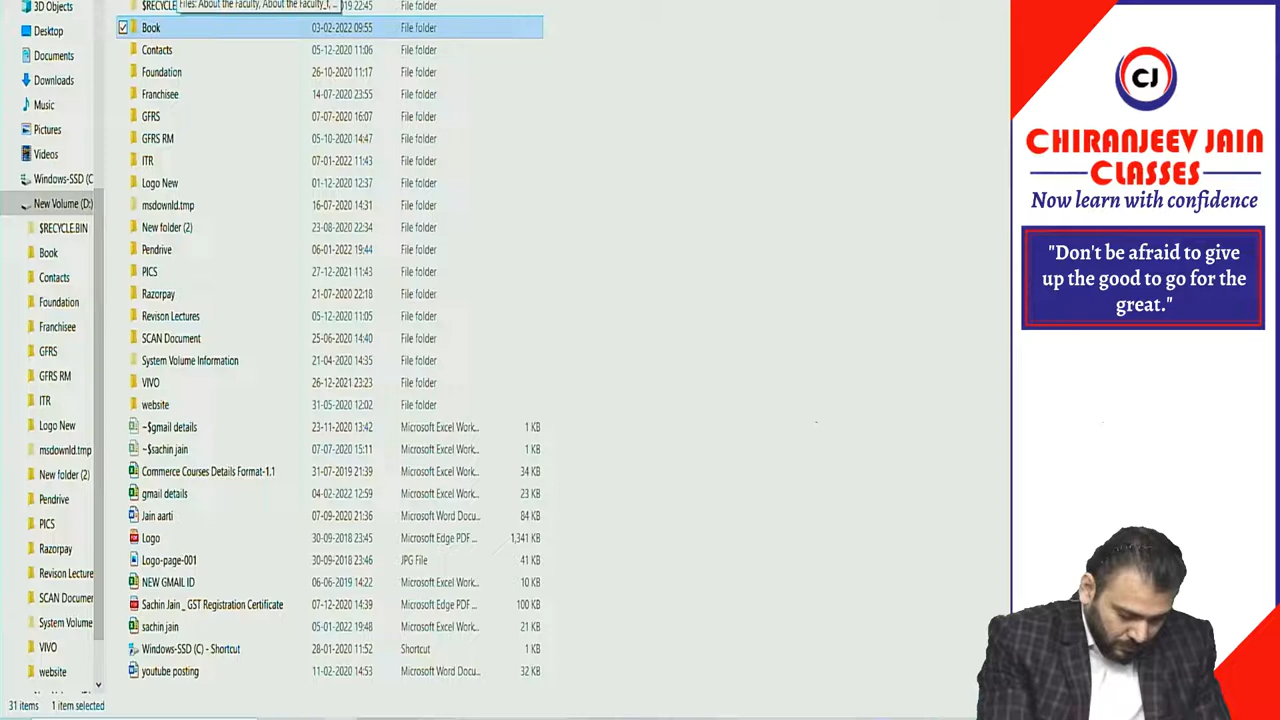 3D Objects
Desktop
Documents
Downloads
Music
Pictures
Videos
Windows-SSD (C
New Volume (D:)
$RECYCLE.BIN
Book
Contacts
Foundation
Franchisee
GFRS
GFRS RM
ITR
Logo New
msdownld.tmp
New folder (2)
Pendrive
PICS
Razorpay
Revison Lecture
SCAN Documen
System Volume
VIVO
website
31 items 1 item selected
Files: About the Faculty, About the Faculty_f, ...
$RECYCLE 019 22:45 File folder
Book 03-02-2022 09:55 File folder
Contacts 05-12-2020 11:06 File folder
Foundation 26-10-2020 11:17 File folder
Franchisee 14-07-2020 23:55 File folder
GFRS 07-07-2020 16:07 File folder
GFRS RM 05-10-2020 14:47 File folder
ITR 07-01-2022 11:43 File folder
Logo New 01-12-2020 12:37 File folder
msdownld.tmp 16-07-2020 14:31 File folder
New folder (2) 23-08-2020 22:34 File folder
Pendrive 06-01-2022 19:44 File folder
PICS 27-12-2021 11:43 File folder
Razorpay 21-07-2020 22:18 File folder
Revison Lectures 05-12-2020 11:05 File folder
SCAN Document 25-06-2020 14:40 File folder
System Volume Information 21-04-2020 14:35 File folder
VIVO 26-12-2021 23:23 File folder
website 31-05-2020 12:02 File folder
~$gmail details 23-11-2020 13:42 Microsoft Excel Work... 1 KB
~$sachin jain 07-07-2020 15:11 Microsoft Excel Work... 1 KB
Commerce Courses Details Format-1.1 31-07-2019 21:39 Microsoft Excel Work... 34 KB
gmail details 04-02-2022 12:59 Microsoft Excel Work... 23 KB
Jain aarti 07-09-2020 21:36 Microsoft Word Docu... 84 KB
Logo 30-09-2018 23:45 Microsoft Edge PDF ... 1,341 KB
Logo-page-001 30-09-2018 23:46 JPG File 41 KB
NEW GMAIL ID 06-06-2019 14:22 Microsoft Excel Work... 10 KB
Sachin Jain _ GST Registration Certificate 07-12-2020 14:39 Microsoft Edge PDF ... 100 KB
sachin jain 05-01-2022 19:48 Microsoft Excel Work... 21 KB
Windows-SSD (C) - Shortcut 28-01-2020 11:52 Shortcut 1 KB
youtube posting 11-02-2020 14:53 Microsoft Word Docu... 32 KB
CJ
CHIRANJEEV JAIN
CLASSES
Now learn with confidence
"Don't be afraid to give
up the good to go for the
great."